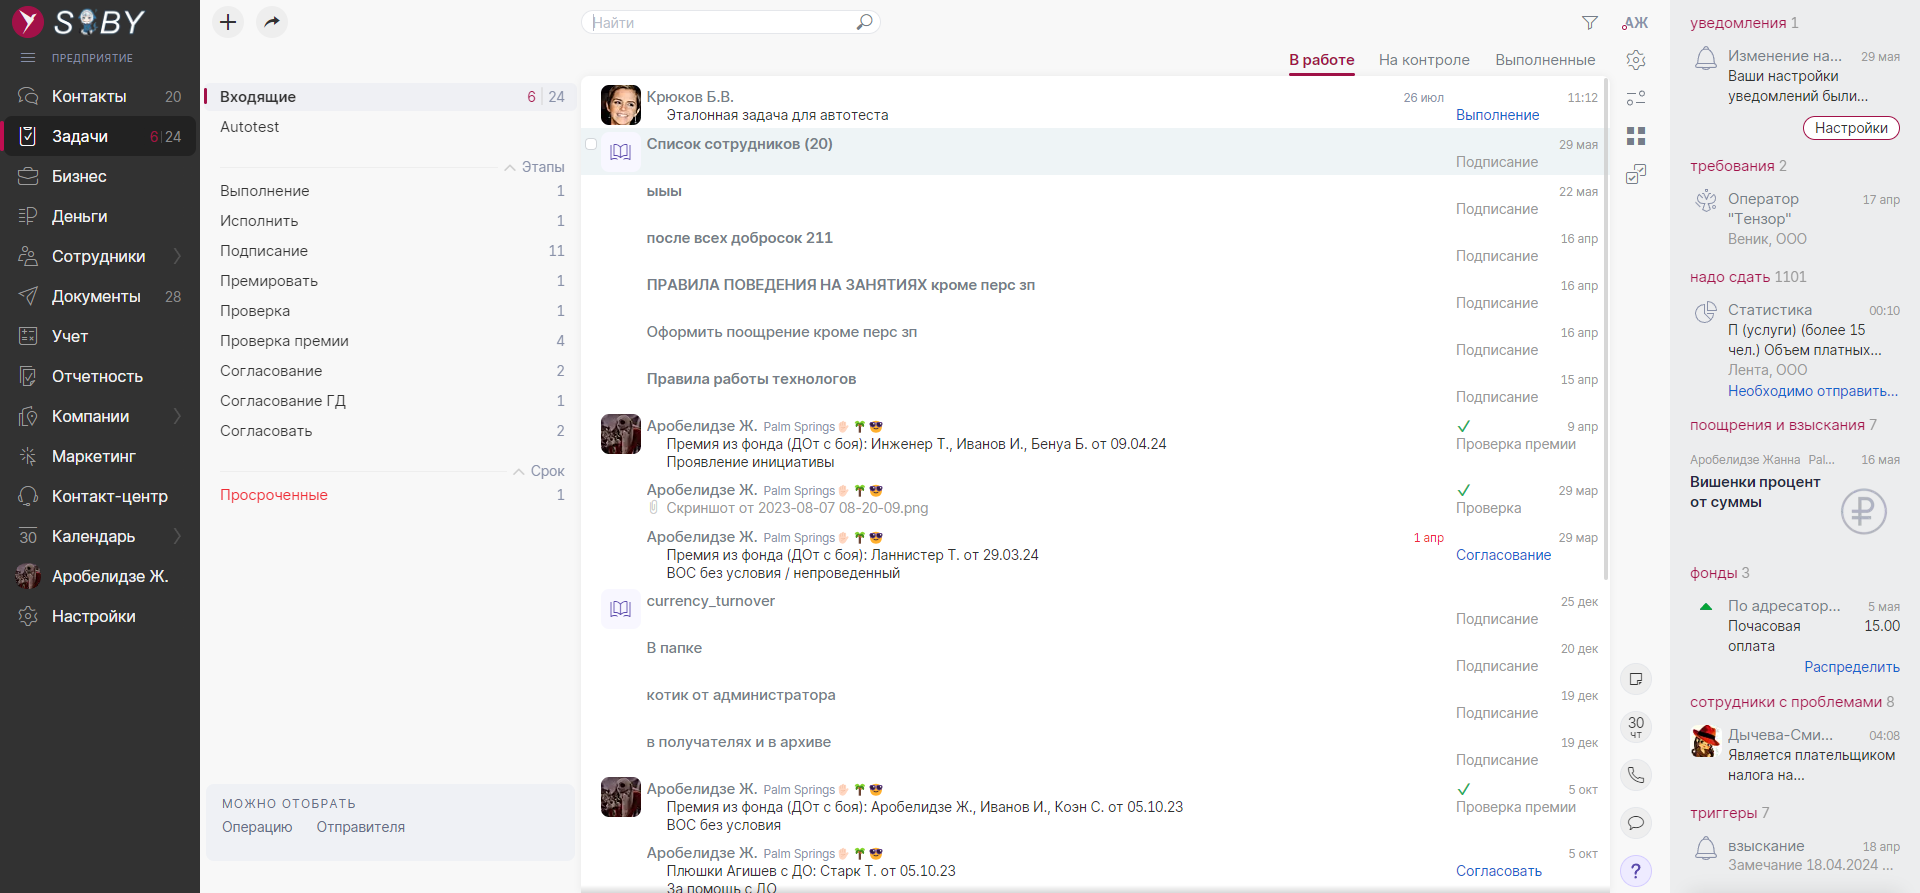 SABY
ПРЕДПРИЯТИЕ
Контакты 20
Задачи 6 24
Бизнес
Деньги
Сотрудники
Документы 28
Учет
Отчетность
Компании
Маркетинг
Контакт-центр
30 Календарь
Аробелидзе Ж.
Настройки
Входящие 6 24
Autotest
Этапы
Выполнение 1
Исполнить 1
Подписание 11
Премировать 1
Проверка 1
Проверка премии 4
Согласование 2
Согласование ГД 1
Согласовать 2
Срок
Просроченные 1
МОЖНО ОТОБРАТЬ
Операцию Отправителя
Найти
В работе На контроле Выполненные
Крюков Б.В. 26 июл 11:12
Эталонная задача для автотеста Выполнение
Список сотрудников (20) 29 мая
Подписание
ыыы 22 мая
Подписание
после всех добросок 211 16 апр
Подписание
ПРАВИЛА ПОВЕДЕНИЯ НА ЗАНЯТИЯХ кроме перс зп 16 апр
Подписание
Оформить поощрение кроме перс зп 16 апр
Подписание
Правила работы технологов 15 апр
Подписание
Аробелидзе Ж. Palm Springs 9 апр
Премия из фонда (ДОт с боя): Инженер Т., Иванов И., Бенуа Б. от 09.04.24 Проверка премии
Проявление инициативы
Аробелидзе Ж. Palm Springs 29 мар
Скриншот от 2023-08-07 08-20-09.png Проверка
Аробелидзе Ж. Palm Springs 1 апр 29 мар
Премия из фонда (ДОт с боя): Ланнистер Т. от 29.03.24 Согласование
ВОС без условия / непроведенный
currency_turnover 25 дек
Подписание
В папке 20 дек
Подписание
котик от администратора 19 дек
Подписание
в получателях и в архиве 19 дек
Подписание
Аробелидзе Ж. Palm Springs 5 окт
Премия из фонда (ДОт с боя): Аробелидзе Ж., Иванов И., Коэн С. от 05.10.23 Проверка премии
ВОС без условия
Аробелидзе Ж. Palm Springs 5 окт
Плюшки Агишев с ДО: Старк Т. от 05.10.23 Согласовать
За помощь с ДО
АЖ
30
чт
?
уведомления 1
Изменение на... 29 мая
Ваши настройки
уведомлений были...
Настройки
требования 2
Оператор 17 апр
"Тензор"
Веник, ООО
надо сдать 1101
Статистика 00:10
П (услуги) (более 15
чел.) Объем платных...
Лента, ООО
Необходимо отправить...
поощрения и взыскания 7
Аробелидзе Жанна Pal... 16 мая
Вишенки процент
от суммы
фонды 3
По адресатор... 5 мая
Почасовая 15.00
оплата
Распределить
сотрудники с проблемами 8
Дычева-Сми... 04:08
Является плательщиком
налога на...
триггеры 7
взыскание 18 апр
Замечание 18.04.2024 ...